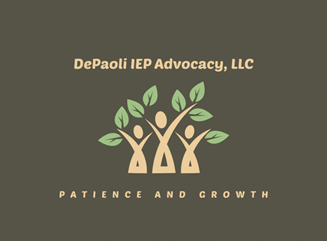 DePaoli IEP Advocacy, LLC
PATIENCE AND GROWTH